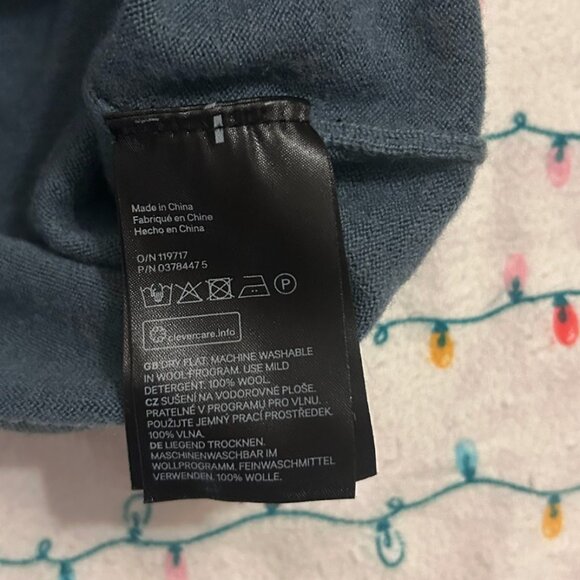 Made in China
Fabriqué en Chine
Hecho en China
O/N 119717
P/N 0378447 5
P
clevercare.info
GB DRY FLAT. MACHINE WASHABLE
IN WOOLPROGRAM. USE MILD
DETERGENT. 100% WOOL.
CZ SUŠENÍ NA VODOROVNÉ PLOŠE.
PRATELNÉ V PROGRAMU PRO VLNU.
POUŽIJTE JEMNÝ PRACÍ PROSTŘEDEK.
100% VLNA.
DE LIEGEND TROCKNEN.
MASCHINENWASCHBAR IM
WOLLPROGRAMM. FEINWASCHMITTEL
VERWENDEN. 100% WOLLE.